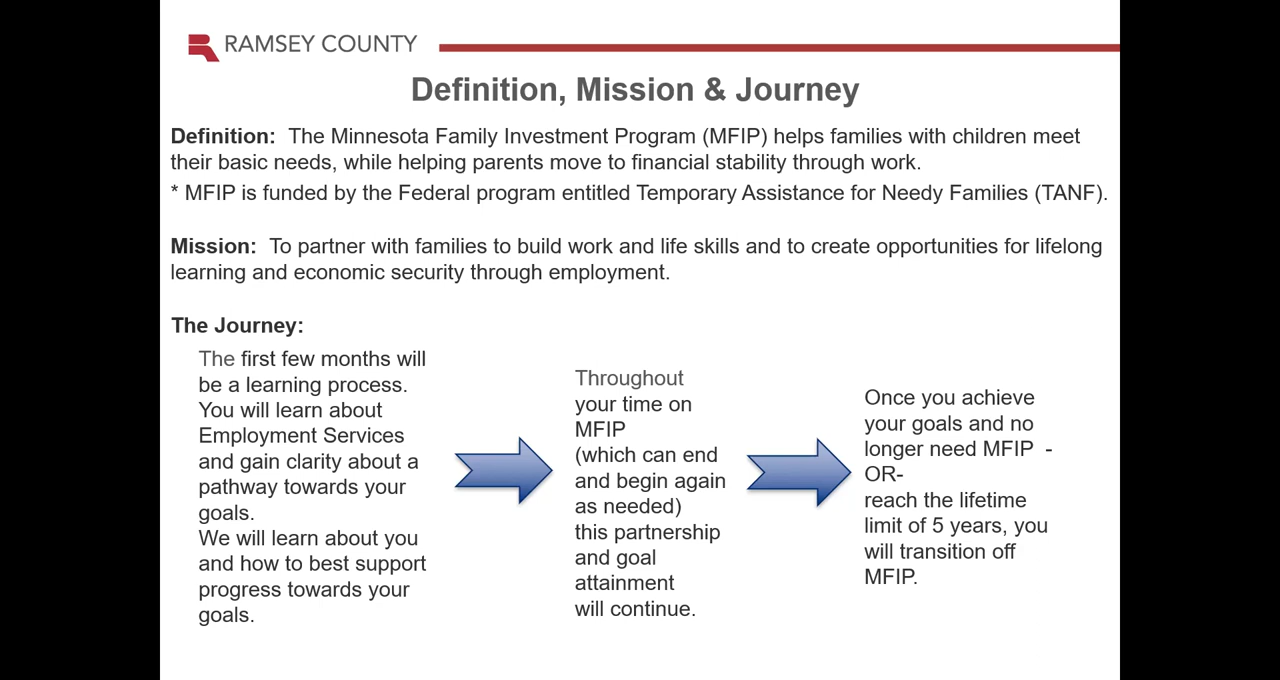 RAMSEY COUNTY
Definition, Mission & Journey
Definition: The Minnesota Family Investment Program (MFIP) helps families with children meet
their basic needs, while helping parents move to financial stability through work.
* MFIP is funded by the Federal program entitled Temporary Assistance for Needy Families (TANF).
Mission: To partner with families to build work and life skills and to create opportunities for lifelong
learning and economic security through employment.
The Journey:
The first few months will
be a learning process.
You will learn about
Employment Services
and gain clarity about a
pathway towards your
goals.
We will learn about you
and how to best support
progress towards your
goals.
Throughout
your time on
MFIP
(which can end
and begin again
as needed)
this partnership
and goal
attainment
will continue.
Once you achieve
your goals and no
longer need MFIP -
OR-
reach the lifetime
limit of 5 years, you
will transition off
MFIP.